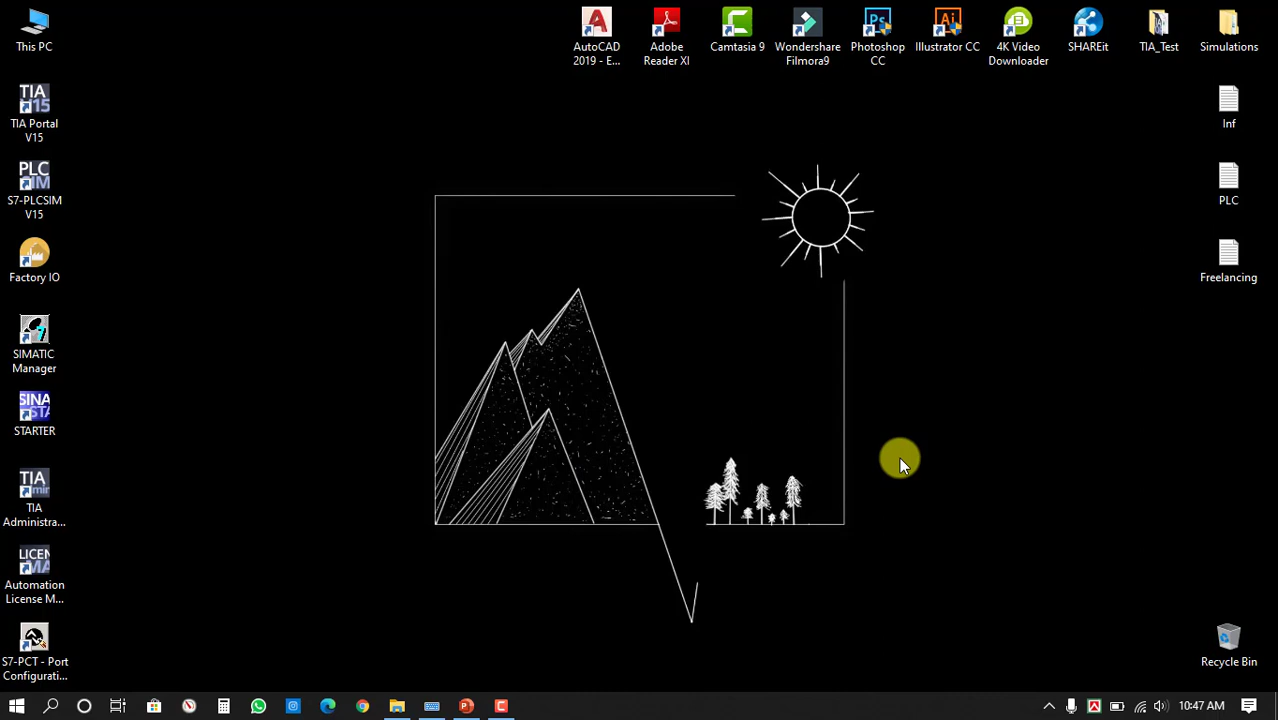 This PC
AutoCAD
2019 - E...
Adobe
Reader XI
Camtasia 9
Wondershare
Filmora9
Photoshop
CC
Illustrator CC
4K Video
Downloader
SHAREit
TIA_Test
Simulations
TIA
V15
TIA Portal
V15
Inf
PLC
SIM
S7-PLCSIM
V15
PLC
Factory IO
Freelancing
SIMATIC
Manager
SINA
STA
STARTER
TIA
TIA
Administra...
LICEN
MA
Automation
License M...
S7-PCT - Port
Configurati...
Recycle Bin
10:47 AM